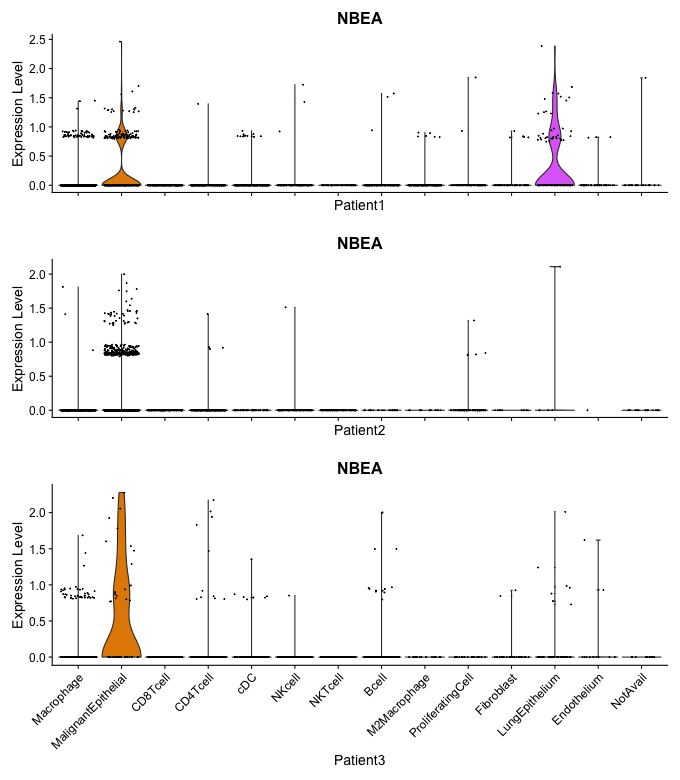 NBEA
Expression Level
2.5
2.0
1.5
1.0
0.5
0.0
Patient1
NBEA
Expression Level
2.0
1.5
1.0
0.5
0.0
Patient2
NBEA
Expression Level
2.0
1.5
1.0
0.5
0.0
Macrophage
MalignantEpithelial
CD8Tcell
CD4Tcell
cDC
NKcell
NKTcell
Bcell
M2Macrophage
ProliferatingCell
Fibroblast
LungEpithelium
Endothelium
NotAvail
Patient3